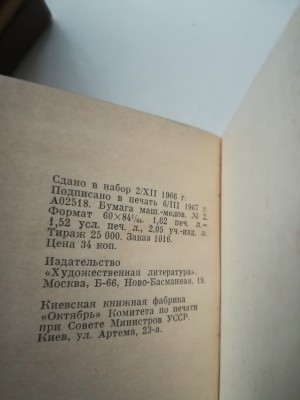 Сдано в набор 2/XII 1966 г.
Подписано в печать 6/III 1967 г.
А02518. Бумага маш.-мелов. № 2.
Формат 60×84¹/₃₆. 1,62 печ. л.,
1,52 усл. печ. л., 2,05 уч.-изд. л.
Тираж 25 000. Заказ 1016.
Цена 34 коп.
Издательство
«Художественная литература».
Москва, Б-66, Ново-Басманная, 19.
Киевская книжная фабрика
«Октябрь» Комитета по печати
при Совете Министров УССР.
Киев, ул. Артема, 23-а.